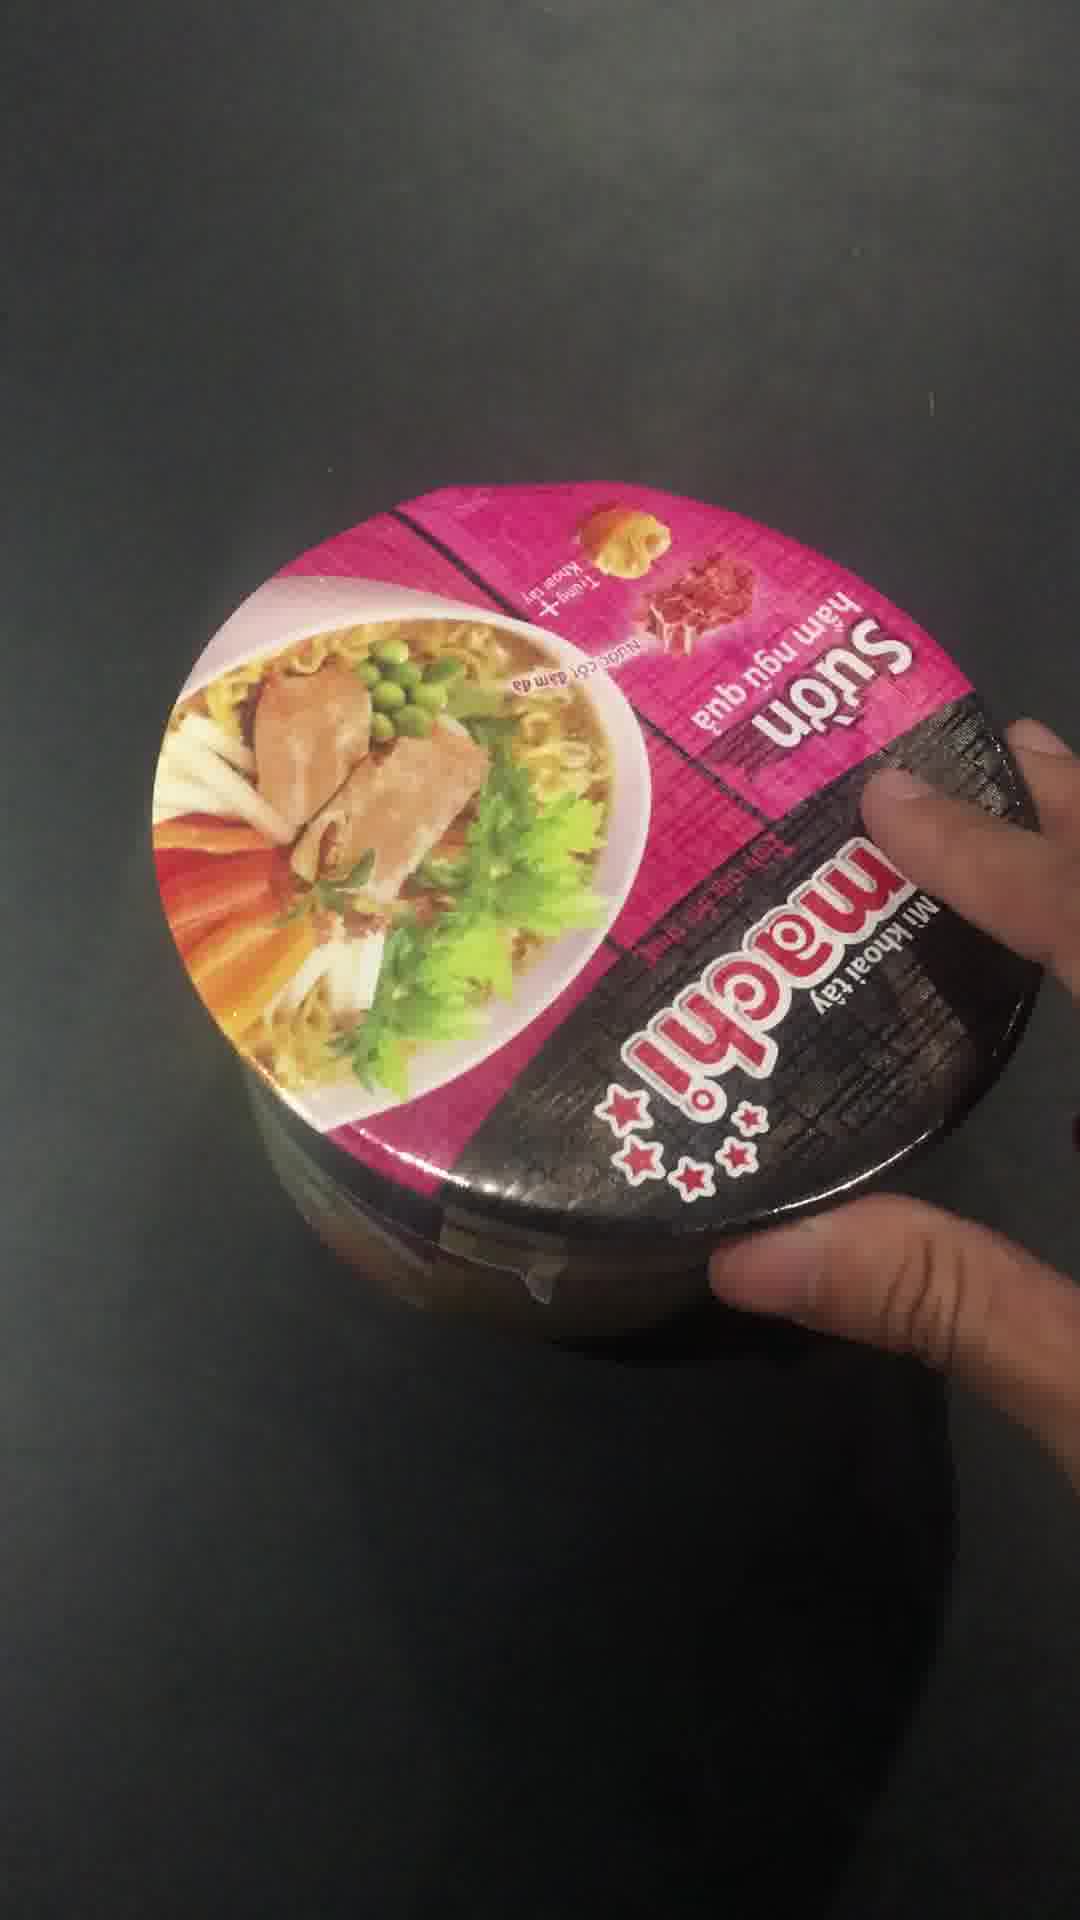 Mì khoai tây
omachi
Sườn
hầm ngũ quả
Trứng +
Khoai tây
Nước cốt đậm đà